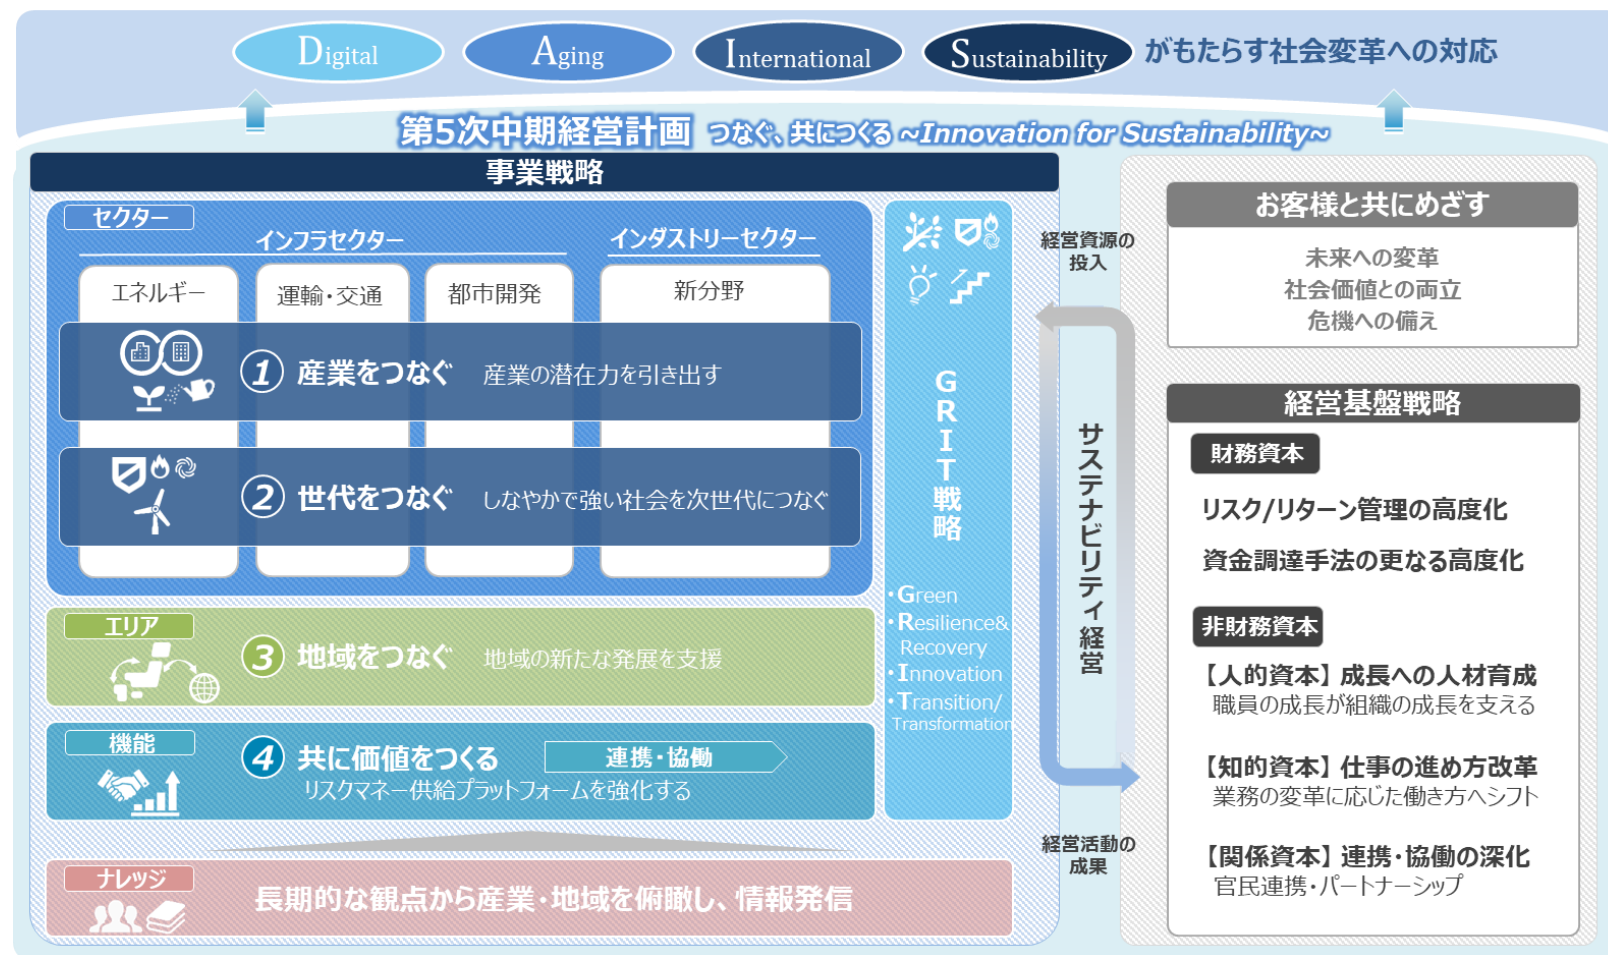 Digital
Aging
International
Sustainability
がもたらす社会変革への対応
第5次中期経営計画 つなぐ、共につくる ~Innovation for Sustainability~
事業戦略
セクター
インフラセクター
インダストリーセクター
エネルギー
運輸・交通
都市開発
新分野
① 産業をつなぐ 産業の潜在力を引き出す
② 世代をつなぐ しなやかで強い社会を次世代につなぐ
エリア
③ 地域をつなぐ 地域の新たな発展を支援
機能
④ 共に価値をつくる
連携・協働
リスクマネー供給プラットフォームを強化する
ナレッジ
長期的な観点から産業・地域を俯瞰し、情報発信
GRIT戦略
・Green
・Resilience&
Recovery
・Innovation
・Transition/
Transformation
経営資源の
投入
サステナビリティ経営
経営活動の
成果
お客様と共にめざす
未来への変革
社会価値との両立
危機への備え
経営基盤戦略
財務資本
リスク/リターン管理の高度化
資金調達手法の更なる高度化
非財務資本
【人的資本】成長への人材育成
職員の成長が組織の成長を支える
【知的資本】仕事の進め方改革
業務の変革に応じた働き方へシフト
【関係資本】連携・協働の深化
官民連携・パートナーシップ